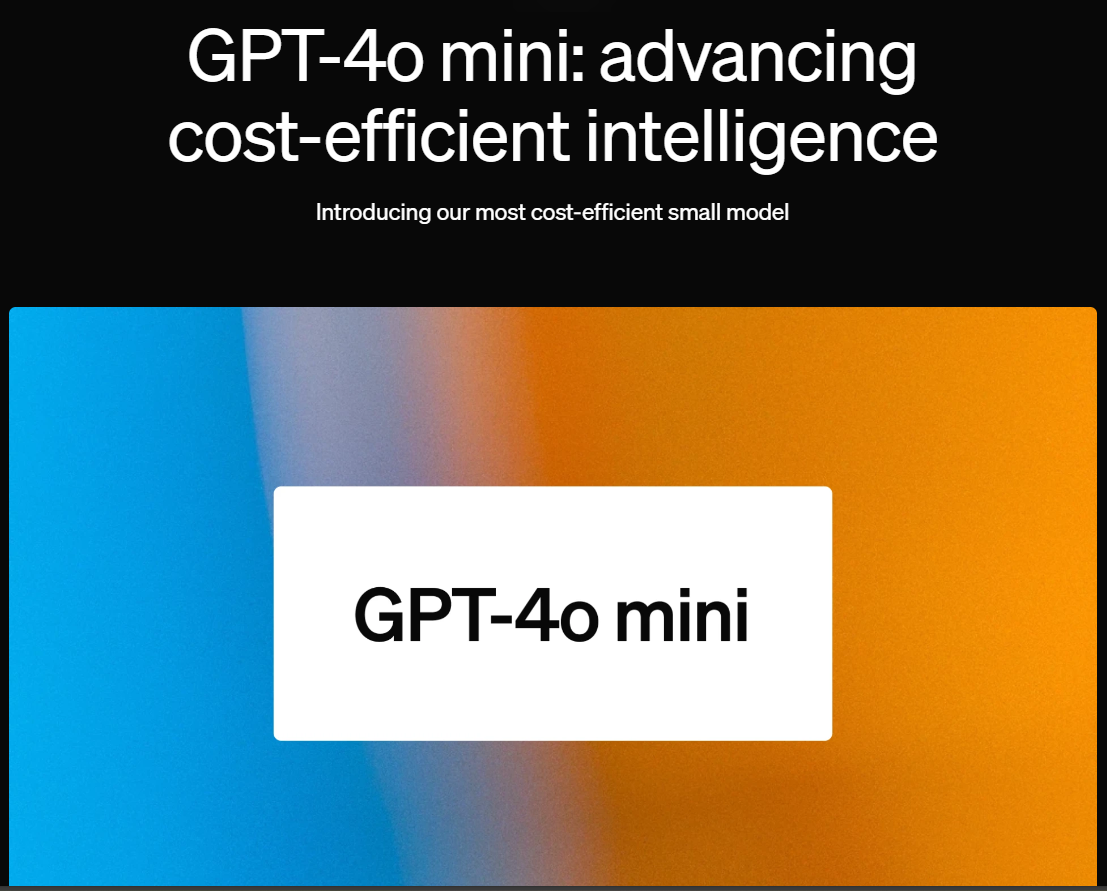 GPT-4o mini: advancing
cost-efficient intelligence
Introducing our most cost-efficient small model
GPT-4o mini